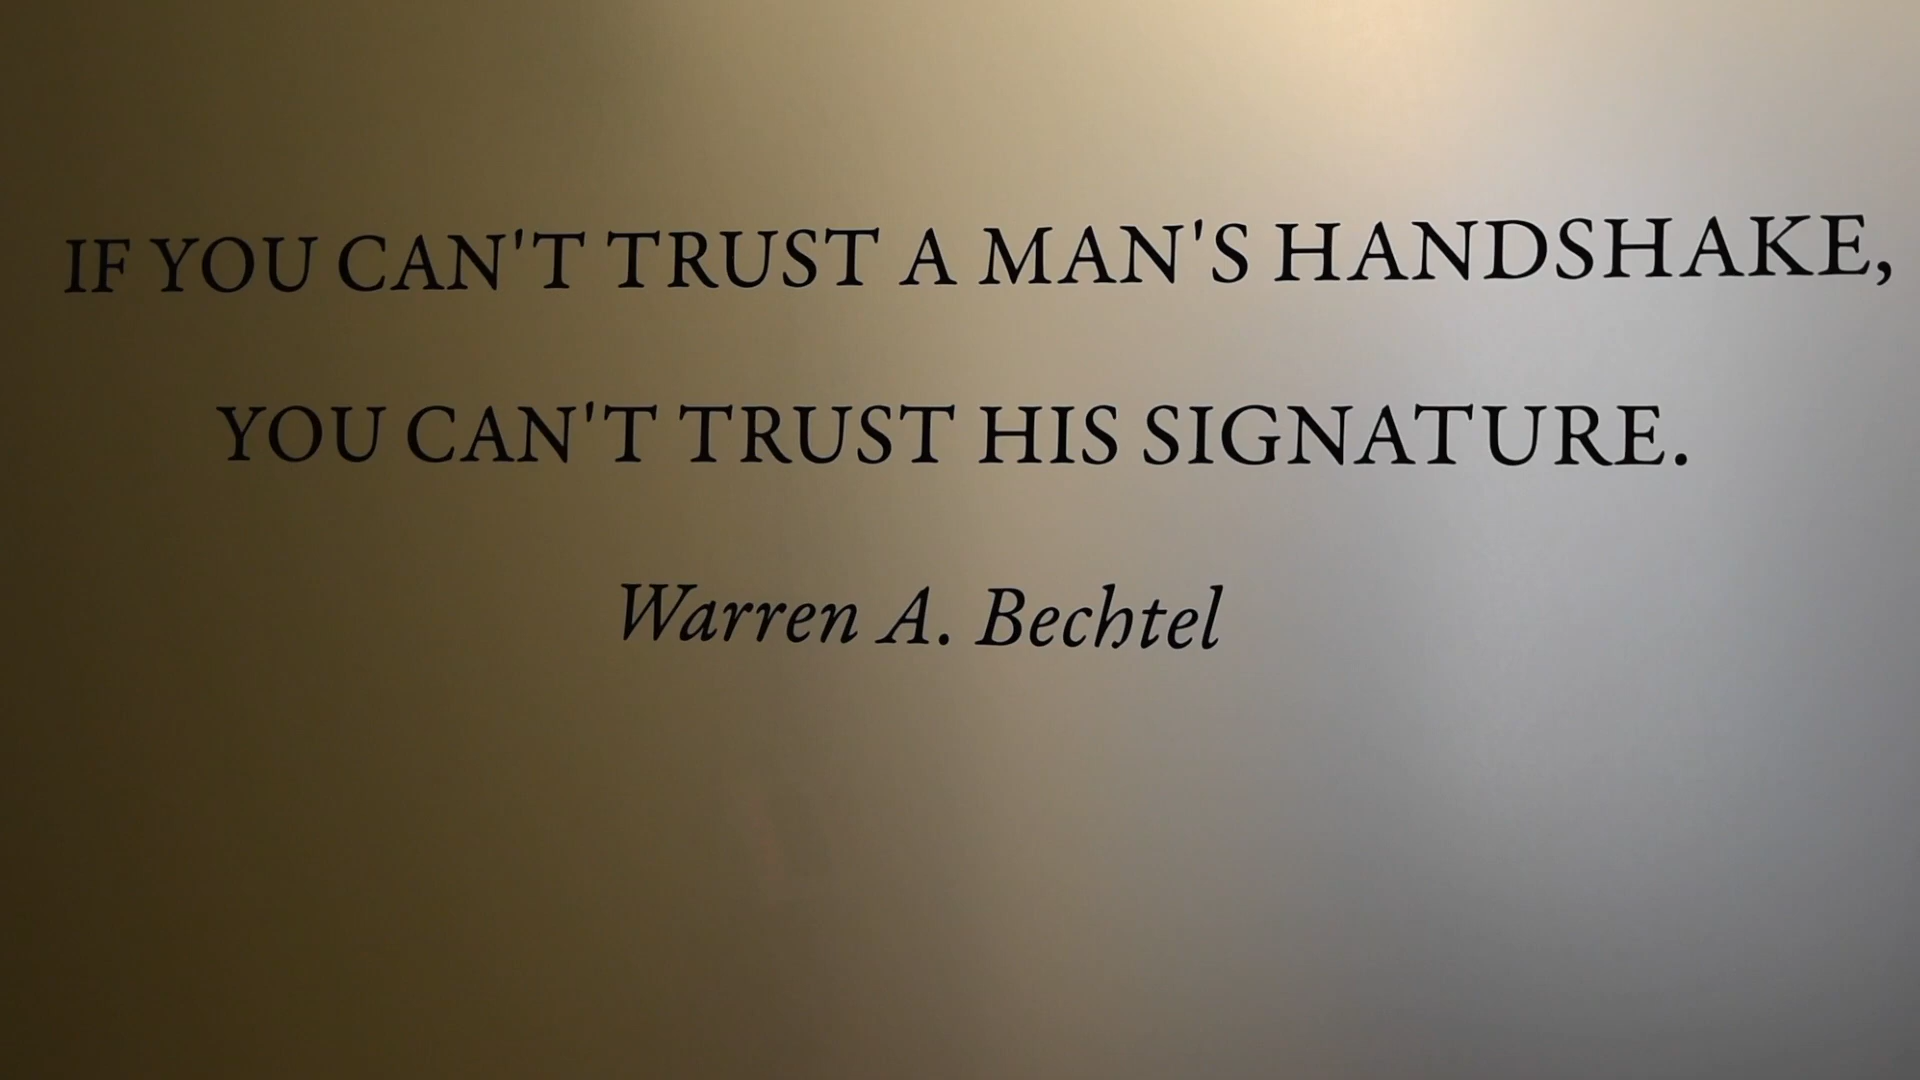 IF YOU CAN'T TRUST A MAN'S HANDSHAKE,
YOU CAN'T TRUST HIS SIGNATURE.
Warren A. Bechtel